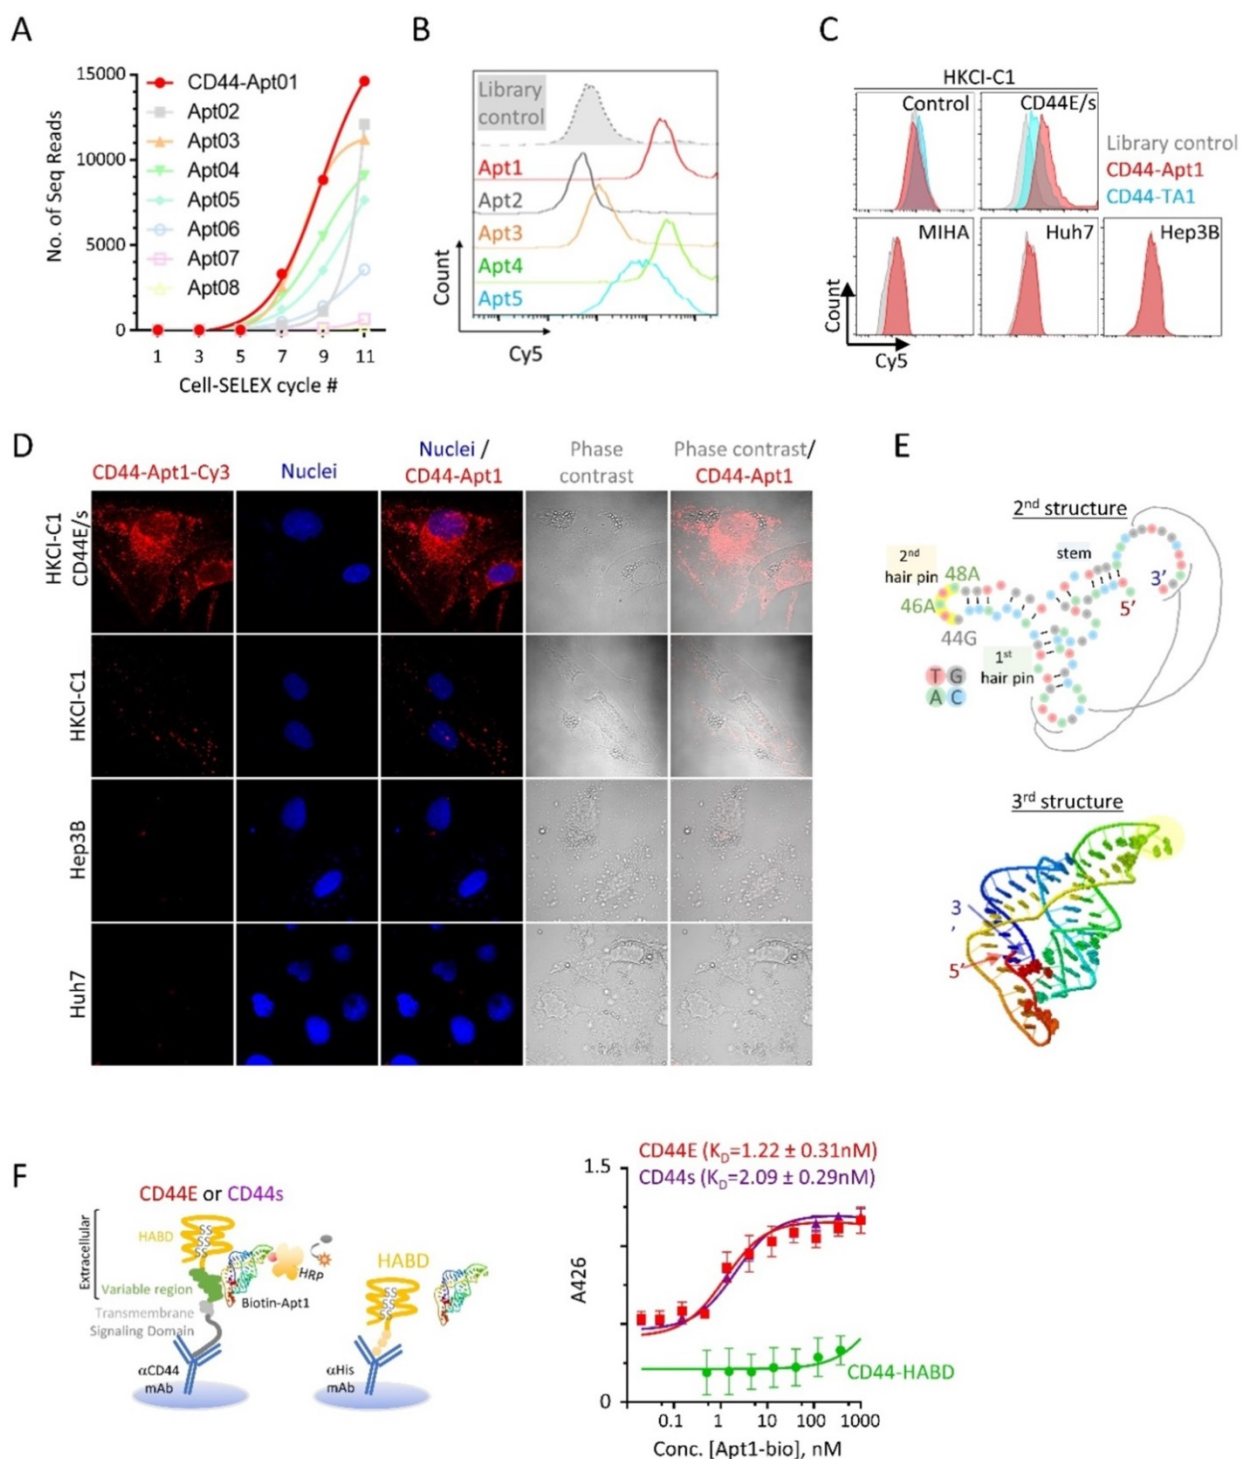 A
15000
10000
5000
0
No. of Seq Reads
CD44-Apt01
Apt02
Apt03
Apt04
Apt05
Apt06
Apt07
Apt08
1 3 5 7 9 11
Cell-SELEX cycle #
B
Library
control
Apt1
Apt2
Apt3
Apt4
Apt5
Count
Cy5
C
HKCI-C1
Control
CD44E/s
Library control
CD44-Apt1
CD44-TA1
MIHA
Huh7
Hep3B
Count
Cy5
D
CD44-Apt1-Cy3
Nuclei
Nuclei /
CD44-Apt1
Phase
contrast
Phase contrast/
CD44-Apt1
HKCI-C1
CD44E/s
HKCI-C1
Hep3B
Huh7
E
2nd structure
2nd
hair pin
stem
48A
46A
44G
3'
5'
1st
hair pin
T G
A C
3rd structure
3
'
5'
F
CD44E or CD44s
Extracellular
HABD
SS
SS
SS
Variable region
HRP
Biotin-Apt1
Transmembrane
Signaling Domain
αCD44
mAb
HABD
SS
SS
SS
αHis
mAb
CD44E (KD=1.22 ± 0.31nM)
CD44s (KD=2.09 ± 0.29nM)
1.5
A426
0
CD44-HABD
0.1 1 10 100 1000
Conc. [Apt1-bio], nM